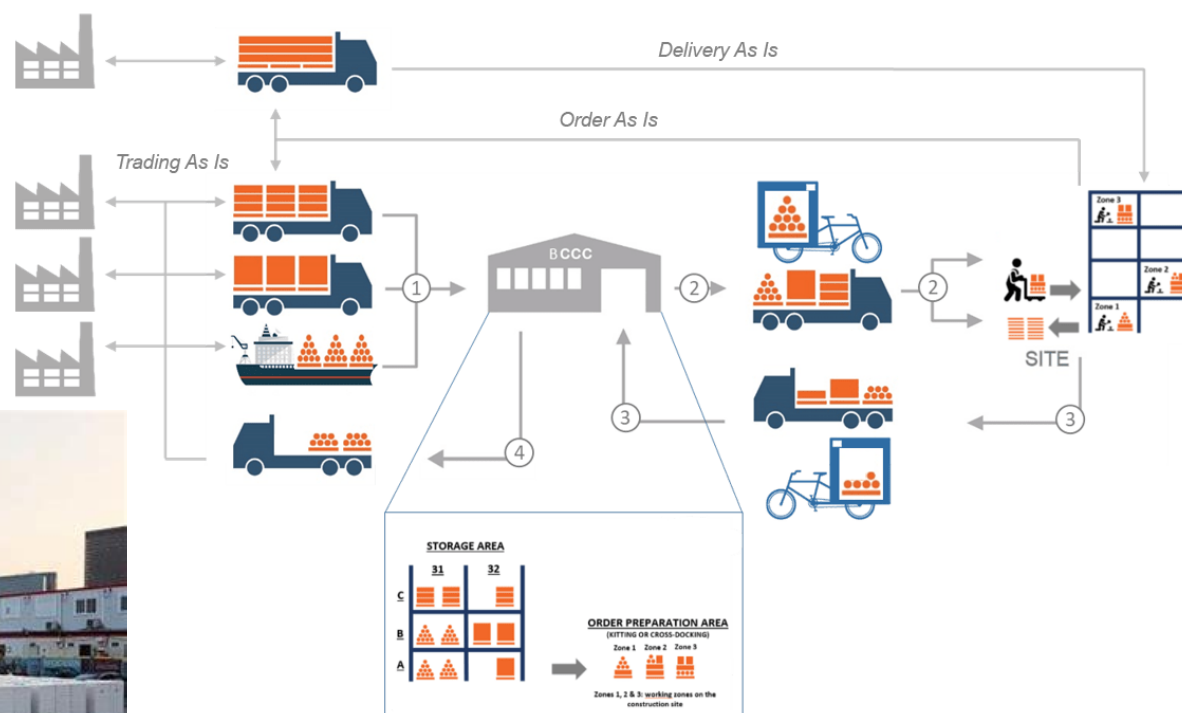 Delivery As Is
Order As Is
Trading As Is
Zone 3
B CCC
Zone 2
1
2
2
Zone 1
SITE
3
3
4
STORAGE AREA
31 32
C
B
A
ORDER PREPARATION AREA
(KITTING OR CROSS-DOCKING)
Zone 1 Zone 2 Zone 3
Zones 1, 2 & 3: working zones on the
construction site